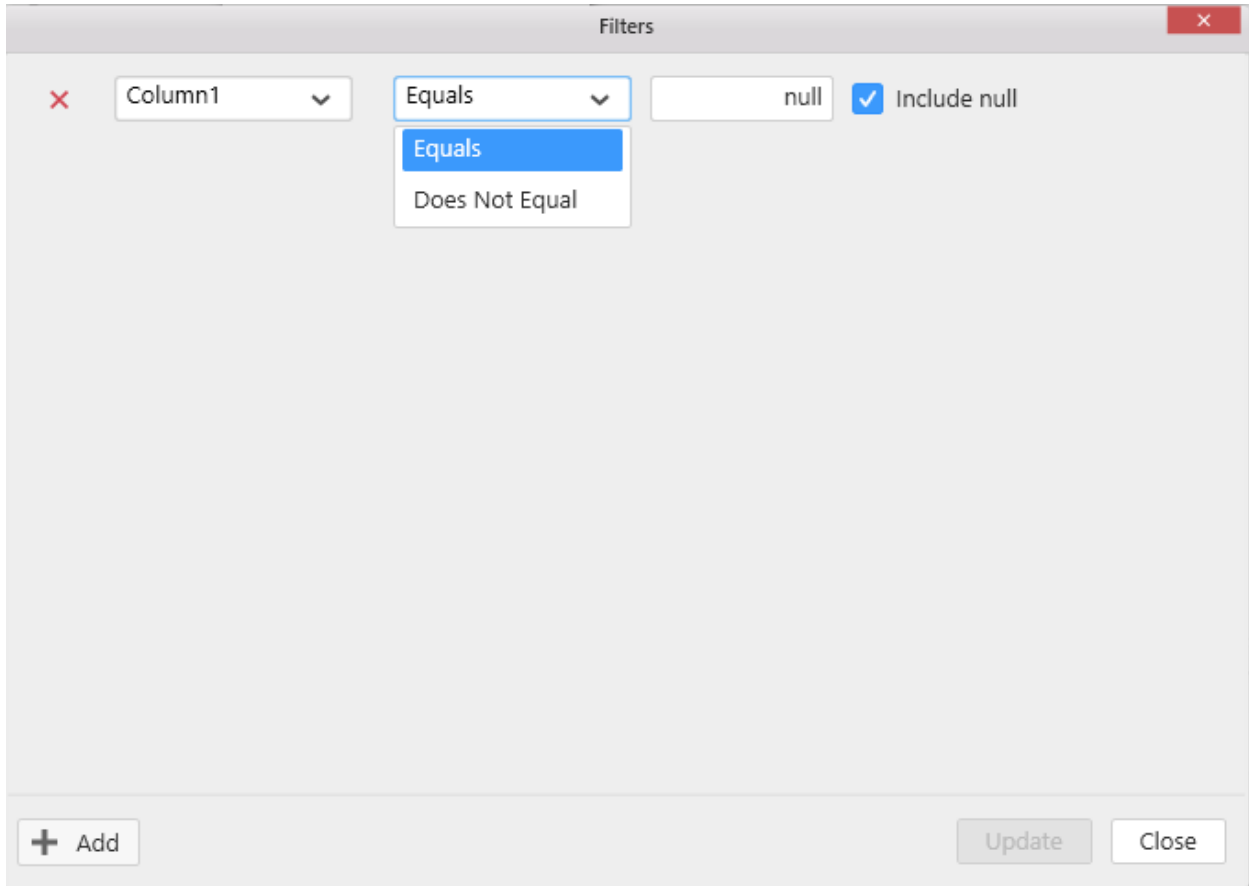 Filters
Column1 Equals null Include null
Equals
Does Not Equal
Add Update Close